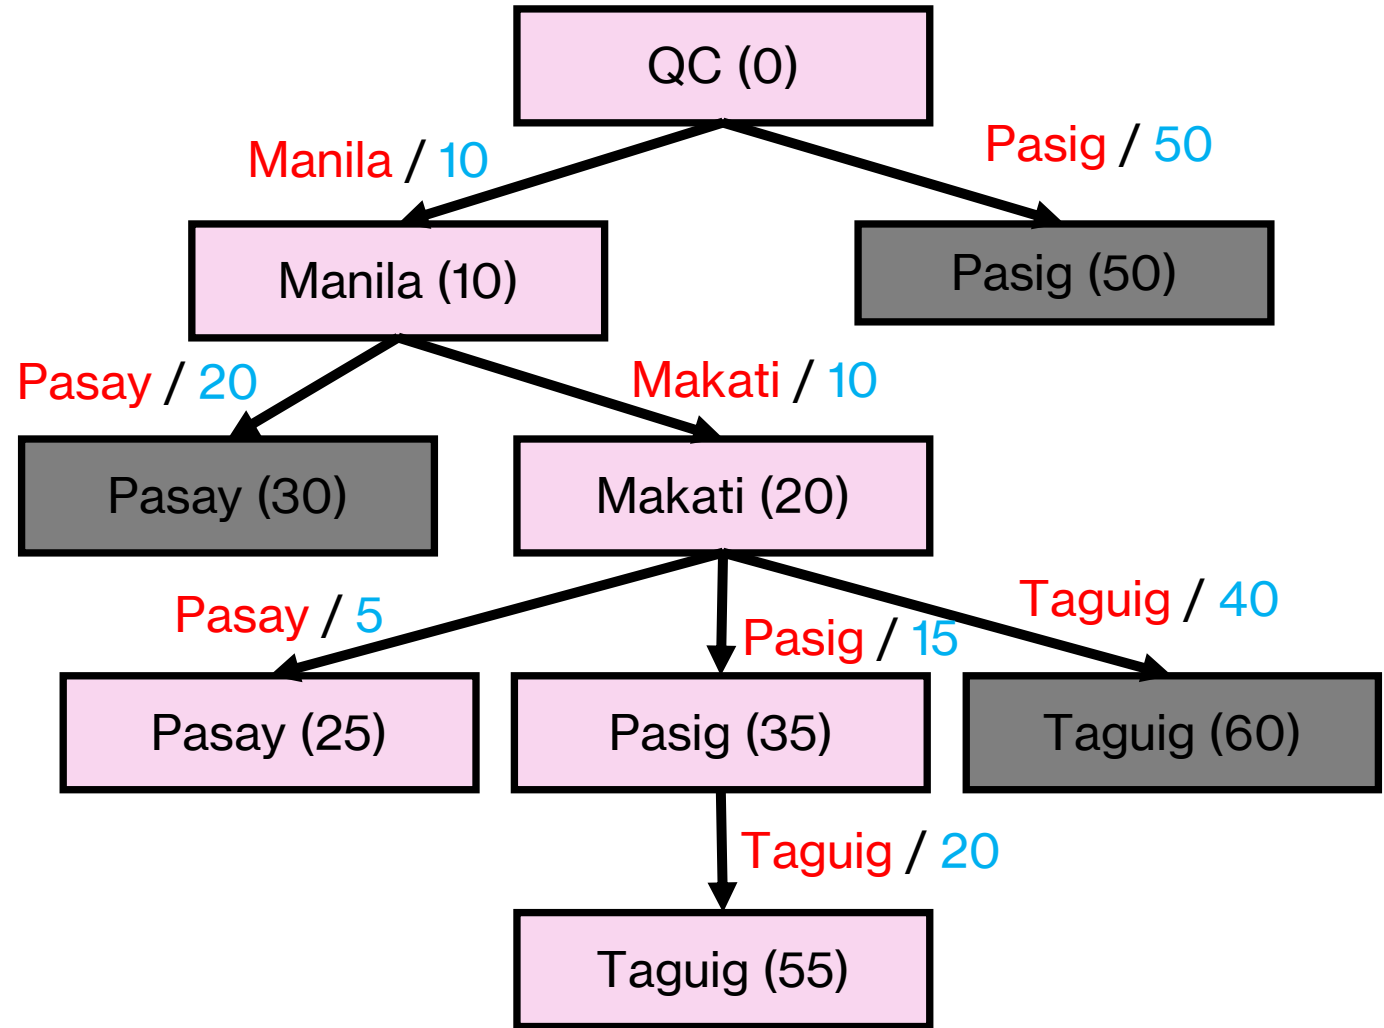 QC (0)
Manila / 10
Pasig / 50
Manila (10)
Pasig (50)
Pasay / 20
Makati / 10
Pasay (30)
Makati (20)
Pasay / 5
Pasig / 15
Taguig / 40
Pasay (25)
Pasig (35)
Taguig (60)
Taguig / 20
Taguig (55)